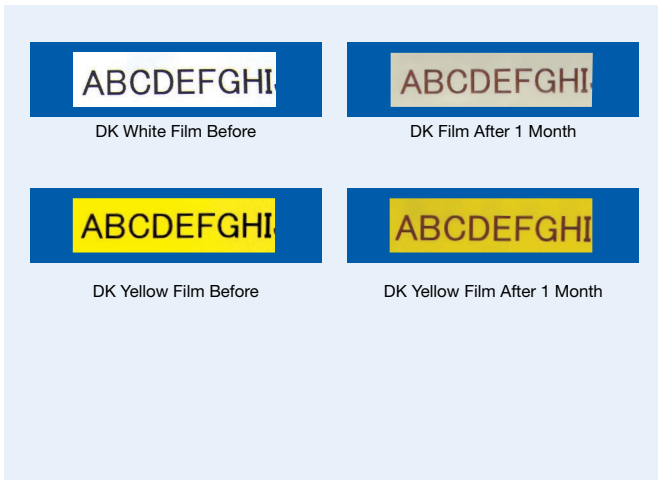 ABCDEFGHI
DK White Film Before
ABCDEFGHI
DK Film After 1 Month
ABCDEFGHI
DK Yellow Film Before
ABCDEFGHI
DK Yellow Film After 1 Month